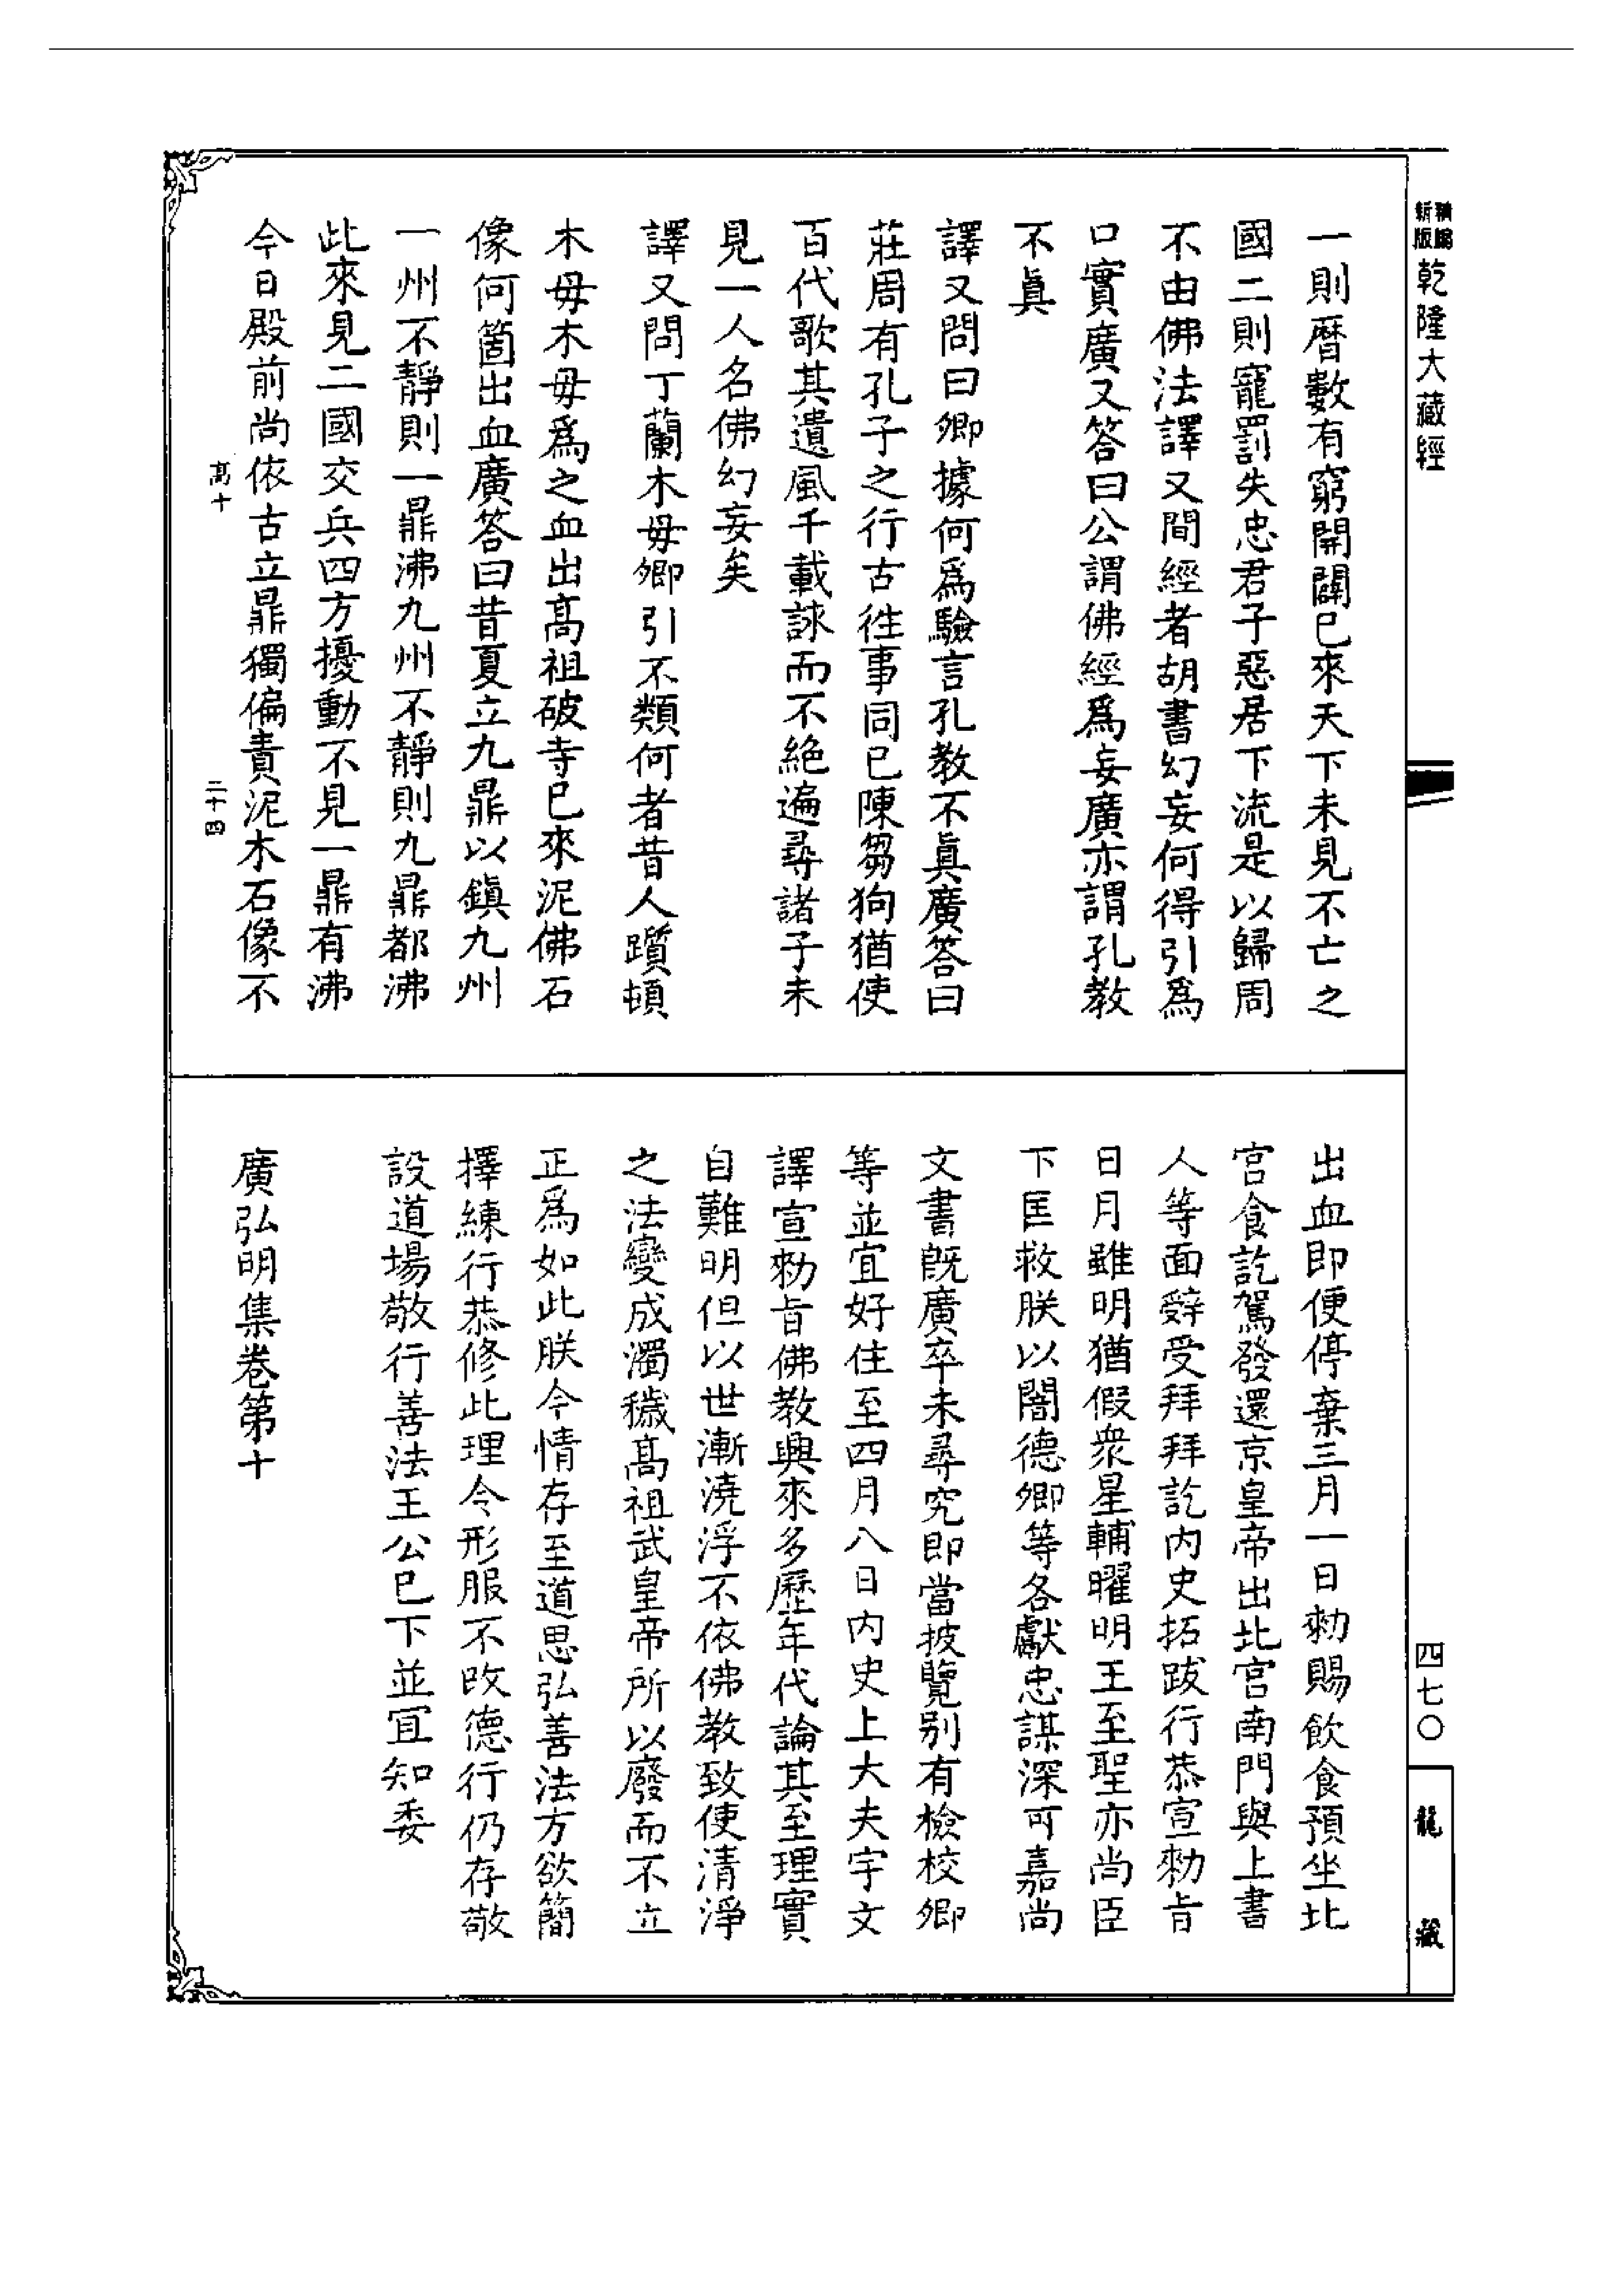 精編新版乾隆大藏經
一則曆數有窮開闢已來天下未見不亡之
國二則寵罰失忠君子惡居下流是以歸周
不由佛法譯又間經者胡書幻妄何得引爲
口實廣又答曰公謂佛經爲妄廣亦謂孔教
不眞
譯又問曰卿據何爲驗言孔教不眞廣答曰
莊周有孔子之行古徃事同已陳芻狗猶使
百代歌其遺風千載詠而不絶遍尋諸子未
見一人名佛幻妄矣
譯又問丁蘭木母卿引不類何者昔人躓頓
木母木母爲之血出髙祖破寺已來泥佛石
像何箇出血廣答曰昔夏立九鼎以鎭九州
一州不靜則一鼎沸九州不靜則九鼎都沸
此來見二國交兵四方擾動不見一鼎有沸
今日殿前尚依古立鼎獨偏責泥木石像不
髙十
二十四
出血即便停棄三月一日勑賜飲食預坐北
宮食訖駕發還京皇帝出北宮南門與上書
人等面辤受拜拜訖内史拓跋行恭宣勑旨
日月雖明猶假衆星輔曜明王至聖亦尚臣
下匡救朕以闇德卿等各獻忠謀深可嘉尚
文書旣廣卒未尋究即當披覽别有檢校卿
等並宜好住至四月八日内史上大夫宇文
譯宣勑旨佛教興來多歷年代論其至理實
自難明但以世漸澆浮不依佛教致使清淨
之法變成濁穢髙祖武皇帝所以廢而不立
正爲如此朕今情存至道思弘善法方欲簡
擇練行恭修此理令形服不改德行仍存敬
設道場敬行善法王公已下並宜知委
廣弘明集卷第十
四七〇
龍藏